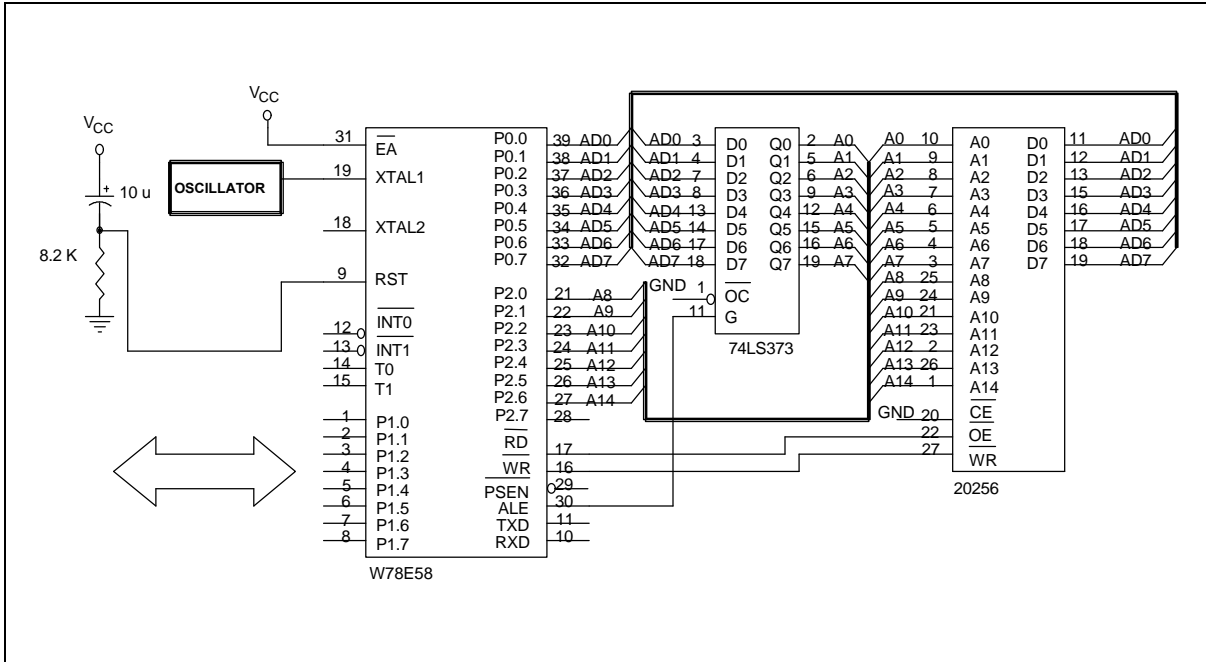 VCC
VCC
10 u
8.2 K
OSCILLATOR
31 EA
19 XTAL1
18 XTAL2
9 RST
12 INT0
13 INT1
14 T0
15 T1
1 P1.0
2 P1.1
3 P1.2
4 P1.3
5 P1.4
6 P1.5
7 P1.6
8 P1.7
P0.0 39 AD0
P0.1 38 AD1
P0.2 37 AD2
P0.3 36 AD3
P0.4 35 AD4
P0.5 34 AD5
P0.6 33 AD6
P0.7 32 AD7
P2.0 21 A8
P2.1 22 A9
P2.2 23 A10
P2.3 24 A11
P2.4 25 A12
P2.5 26 A13
P2.6 27 A14
P2.7 28
RD 17
WR 16
PSEN 29
ALE 30
TXD 11
RXD 10
W78E58
AD0 3 D0 Q0 2 A0
AD1 4 D1 Q1 5 A1
AD2 7 D2 Q2 6 A2
AD3 8 D3 Q3 9 A3
AD4 13 D4 Q4 12 A4
AD5 14 D5 Q5 15 A5
AD6 17 D6 Q6 16 A6
AD7 18 D7 Q7 19 A7
GND 1 OC
11 G
74LS373
A0 10 A0 D0 11 AD0
A1 9 A1 D1 12 AD1
A2 8 A2 D2 13 AD2
A3 7 A3 D3 15 AD3
A4 6 A4 D4 16 AD4
A5 5 A5 D5 17 AD5
A6 4 A6 D6 18 AD6
A7 3 A7 D7 19 AD7
A8 25 A8
A9 24 A9
A10 21 A10
A11 23 A11
A12 2 A12
A13 26 A13
A14 1 A14
GND 20 CE
22 OE
27 WR
20256